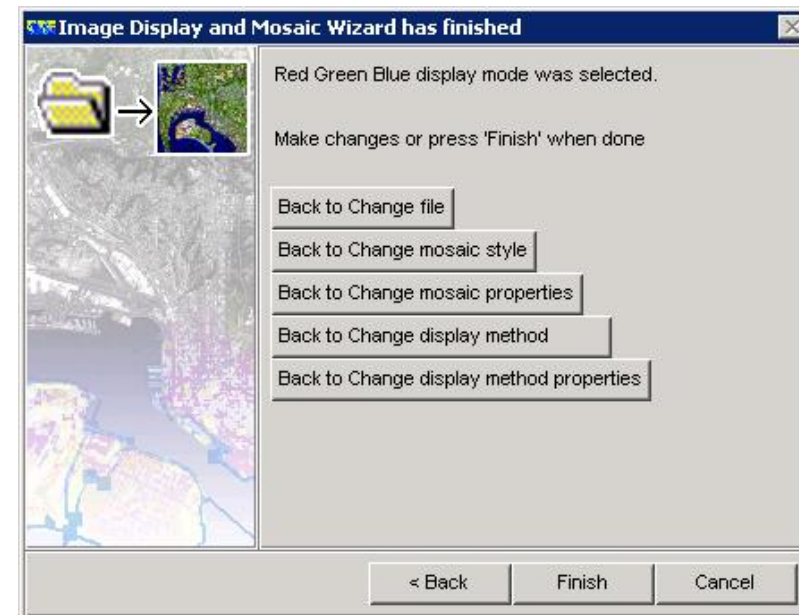 Image Display and Mosaic Wizard has finished
Red Green Blue display mode was selected.
Make changes or press 'Finish' when done
Back to Change file
Back to Change mosaic style
Back to Change mosaic properties
Back to Change display method
Back to Change display method properties
< Back
Finish
Cancel